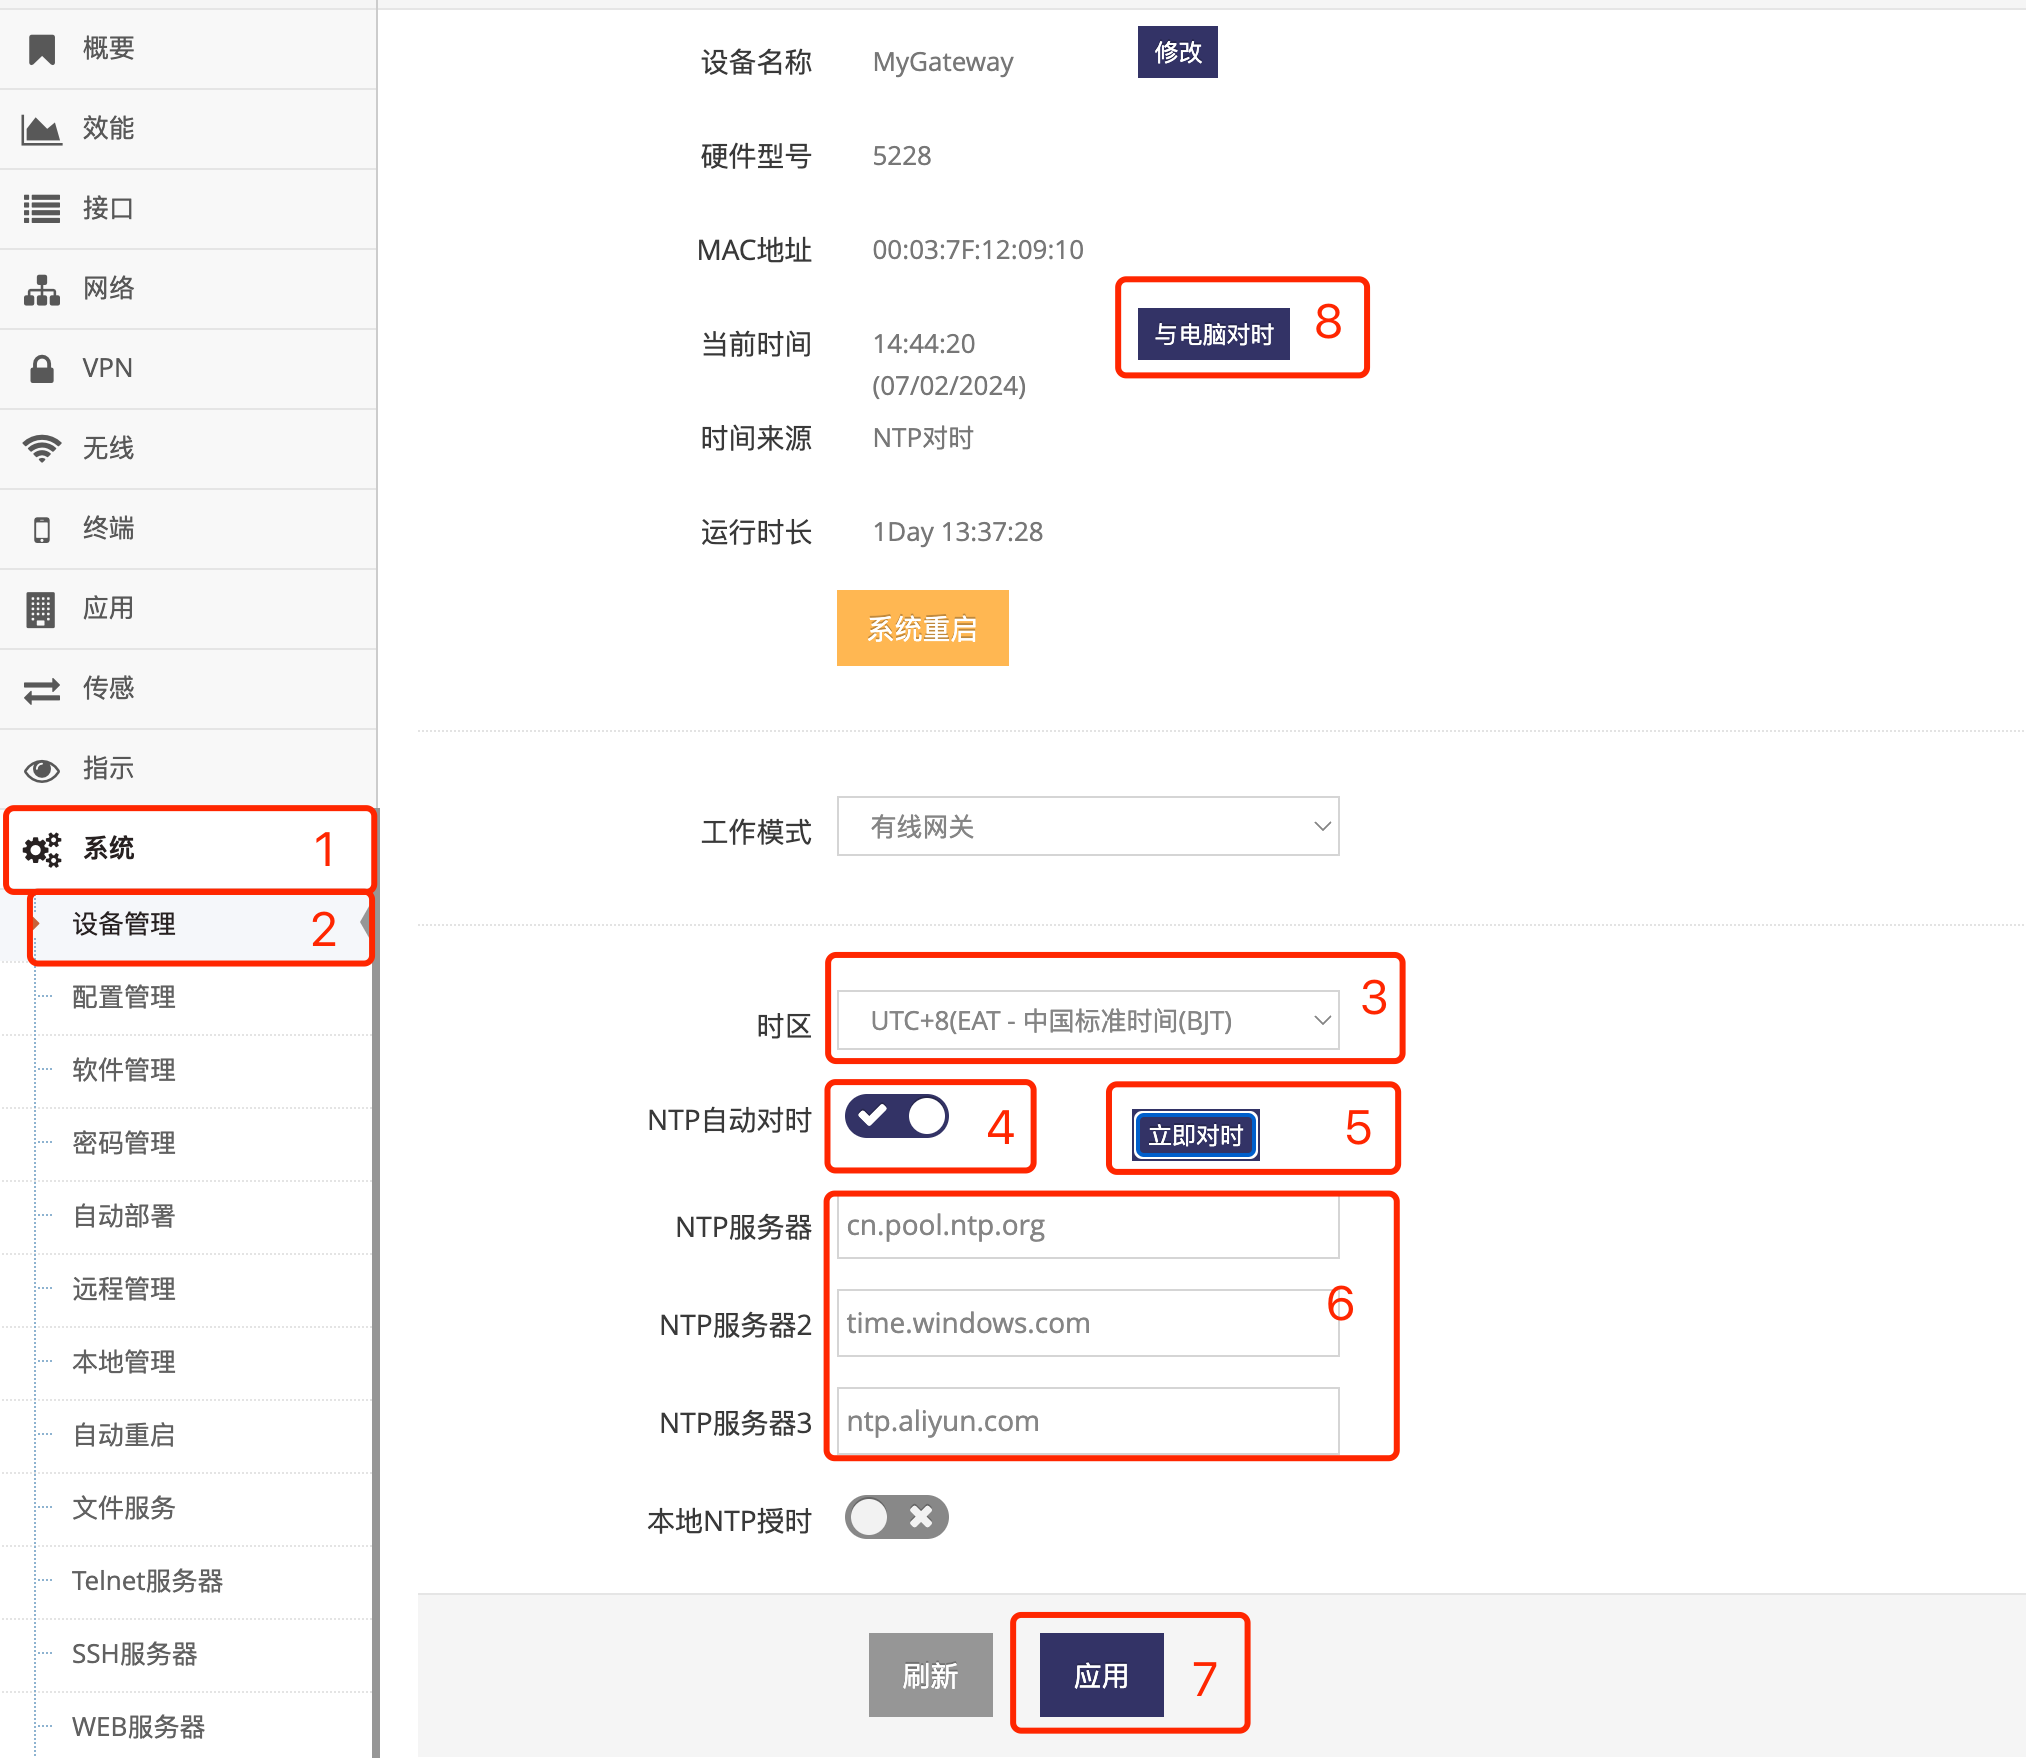 概要
效能
接口
网络
VPN
无线
终端
应用
传感
指示
系统 1
设备管理 2
配置管理
软件管理
密码管理
自动部署
远程管理
本地管理
自动重启
文件服务
Telnet服务器
SSH服务器
WEB服务器
设备名称 MyGateway 修改
硬件型号 5228
MAC地址 00:03:7F:12:09:10
当前时间 14:44:20 与电脑对时 8
(07/02/2024)
时间来源 NTP对时
运行时长 1Day 13:37:28
系统重启
工作模式 有线网关
时区 UTC+8(EAT - 中国标准时间(BJT) 3
NTP自动对时 4 立即对时 5
NTP服务器 cn.pool.ntp.org
NTP服务器2 time.windows.com 6
NTP服务器3 ntp.aliyun.com
本地NTP授时
刷新 应用 7